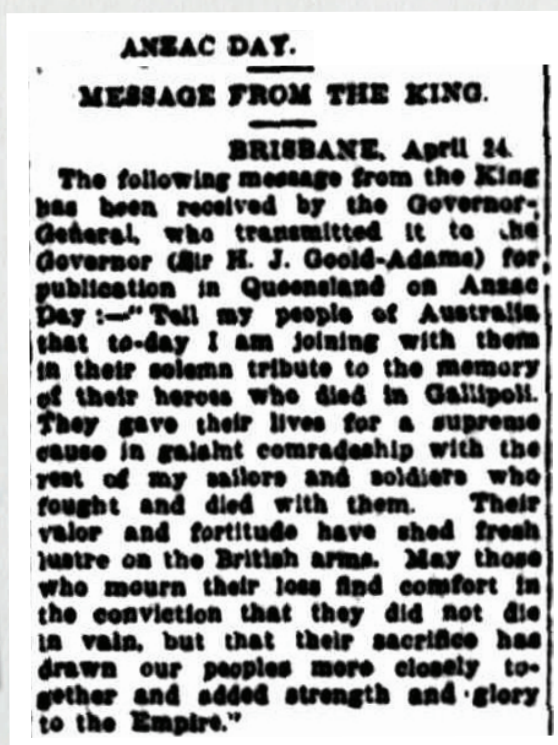 ANZAC DAY.
MESSAGE FROM THE KING.
BRISBANE, April 24.
The following message from the King
has been received by the Governor-
General, who transmitted it to the
Governor (Sir H. J. Goold-Adams) for
publication in Queensland on Anzac
Day:—"Tell my people of Australia
that to-day I am joining with them
in their solemn tribute to the memory
of their heroes who died in Gallipoli.
They gave their lives for a supreme
cause in galaint comradeship with the
rest of my sailors and soldiers who
fought and died with them. Their
valor and fortitude have shed fresh
lustre on the British arms. May those
who mourn their loss find comfort in
the conviction that they did not die
in vain, but that their sacrifice has
drawn our peoples more closely to-
gether and added strength and glory
to the Empire."